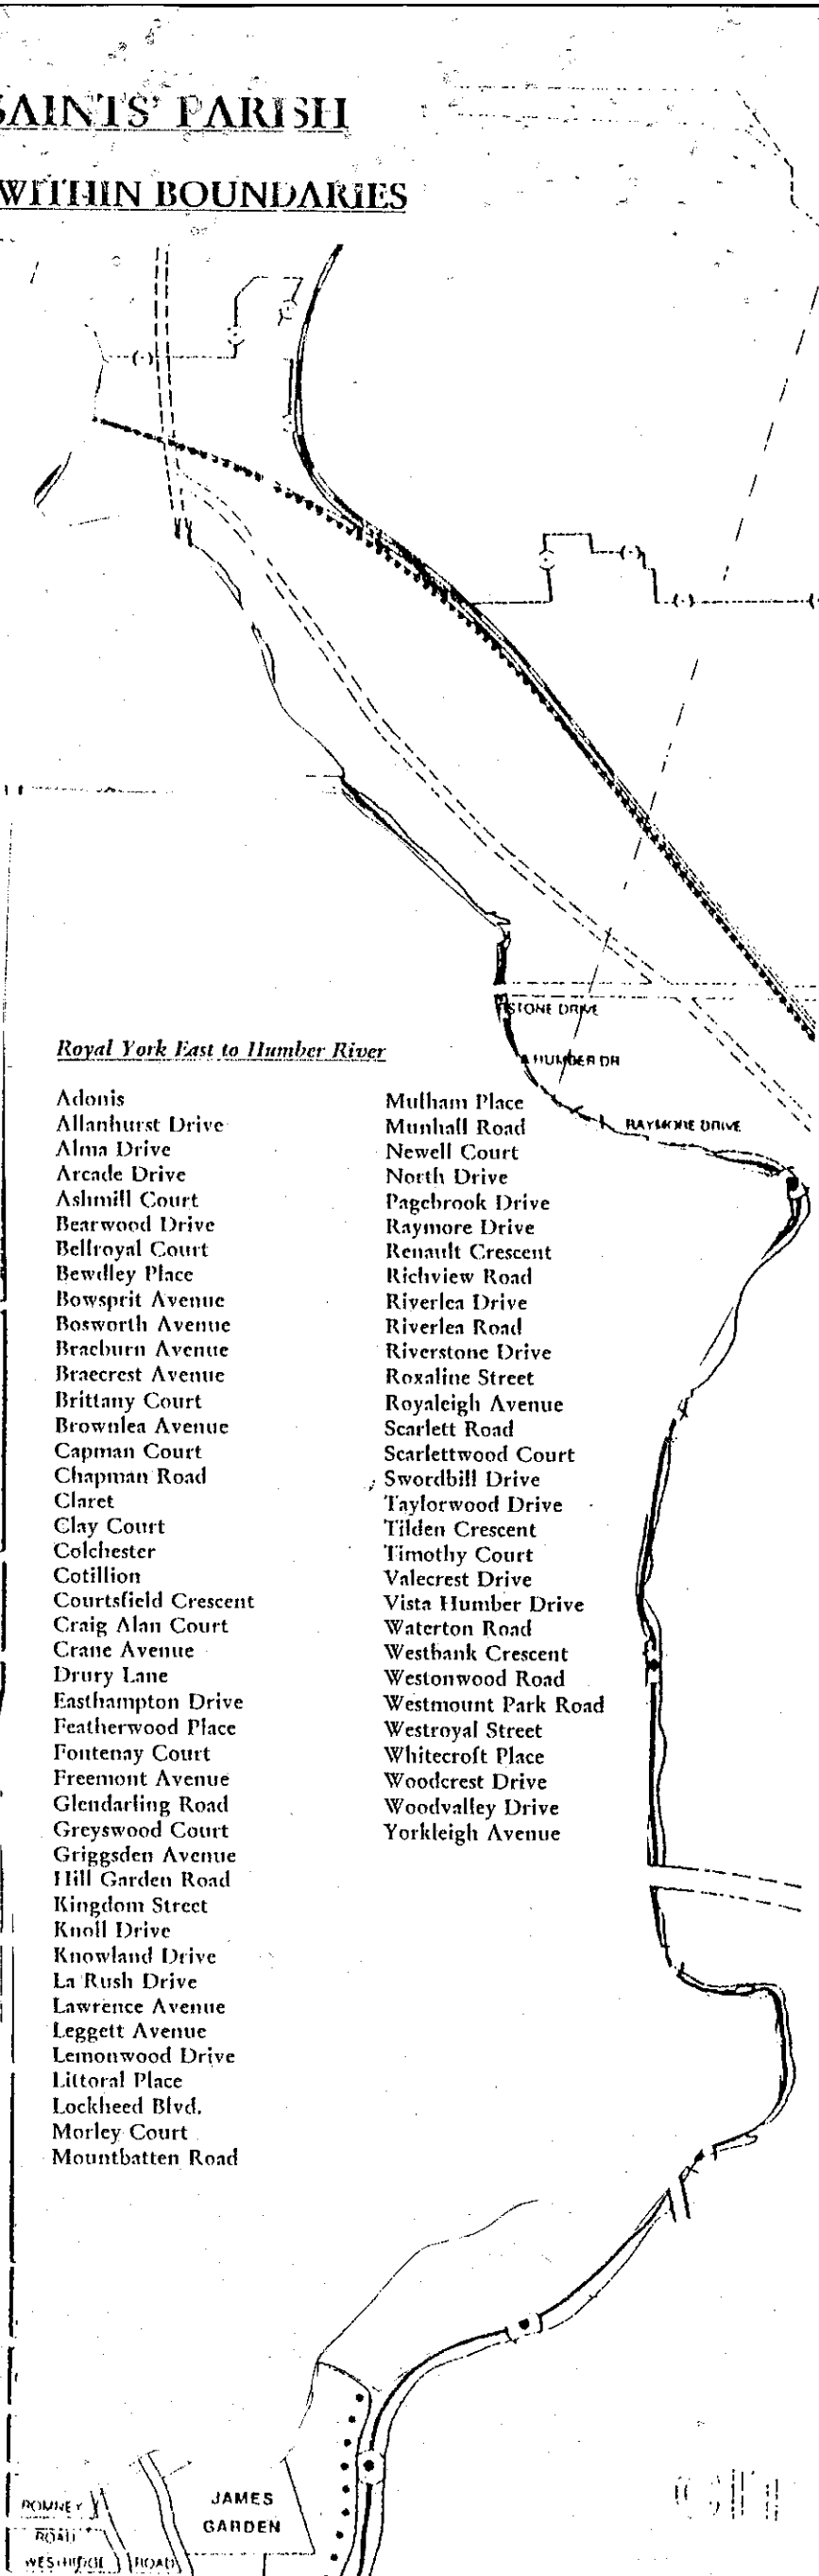 SAINTS' PARISH
WITHIN BOUNDARIES
STONE DRIVE
HUMBER DR
RAYMORE DRIVE
Royal York East to Humber River
Adonis
Allanhurst Drive
Alma Drive
Arcade Drive
Ashmill Court
Bearwood Drive
Bellroyal Court
Bewdley Place
Bowsprit Avenue
Bosworth Avenue
Braeburn Avenue
Braecrest Avenue
Brittany Court
Brownlea Avenue
Capman Court
Chapman Road
Claret
Clay Court
Colchester
Cotillion
Courtsfield Crescent
Craig Alan Court
Crane Avenue
Drury Lane
Easthampton Drive
Featherwood Place
Fontenay Court
Freemont Avenue
Glendarling Road
Greyswood Court
Griggsden Avenue
Hill Garden Road
Kingdom Street
Knoll Drive
Knowland Drive
La Rush Drive
Lawrence Avenue
Leggett Avenue
Lemonwood Drive
Littoral Place
Lockheed Blvd.
Morley Court
Mountbatten Road
Mulham Place
Munhall Road
Newell Court
North Drive
Pagebrook Drive
Raymore Drive
Renault Crescent
Richview Road
Riverlea Drive
Riverlea Road
Riverstone Drive
Roxaline Street
Royaleigh Avenue
Scarlett Road
Scarlettwood Court
Swordbill Drive
Taylorwood Drive
Tilden Crescent
Timothy Court
Valecrest Drive
Vista Humber Drive
Waterton Road
Westbank Crescent
Westonwood Road
Westmount Park Road
Westroyal Street
Whitecroft Place
Woodcrest Drive
Woodvalley Drive
Yorkleigh Avenue
JAMES
GARDEN
ROMNEY
ROAD
WESTRIDGE ROAD